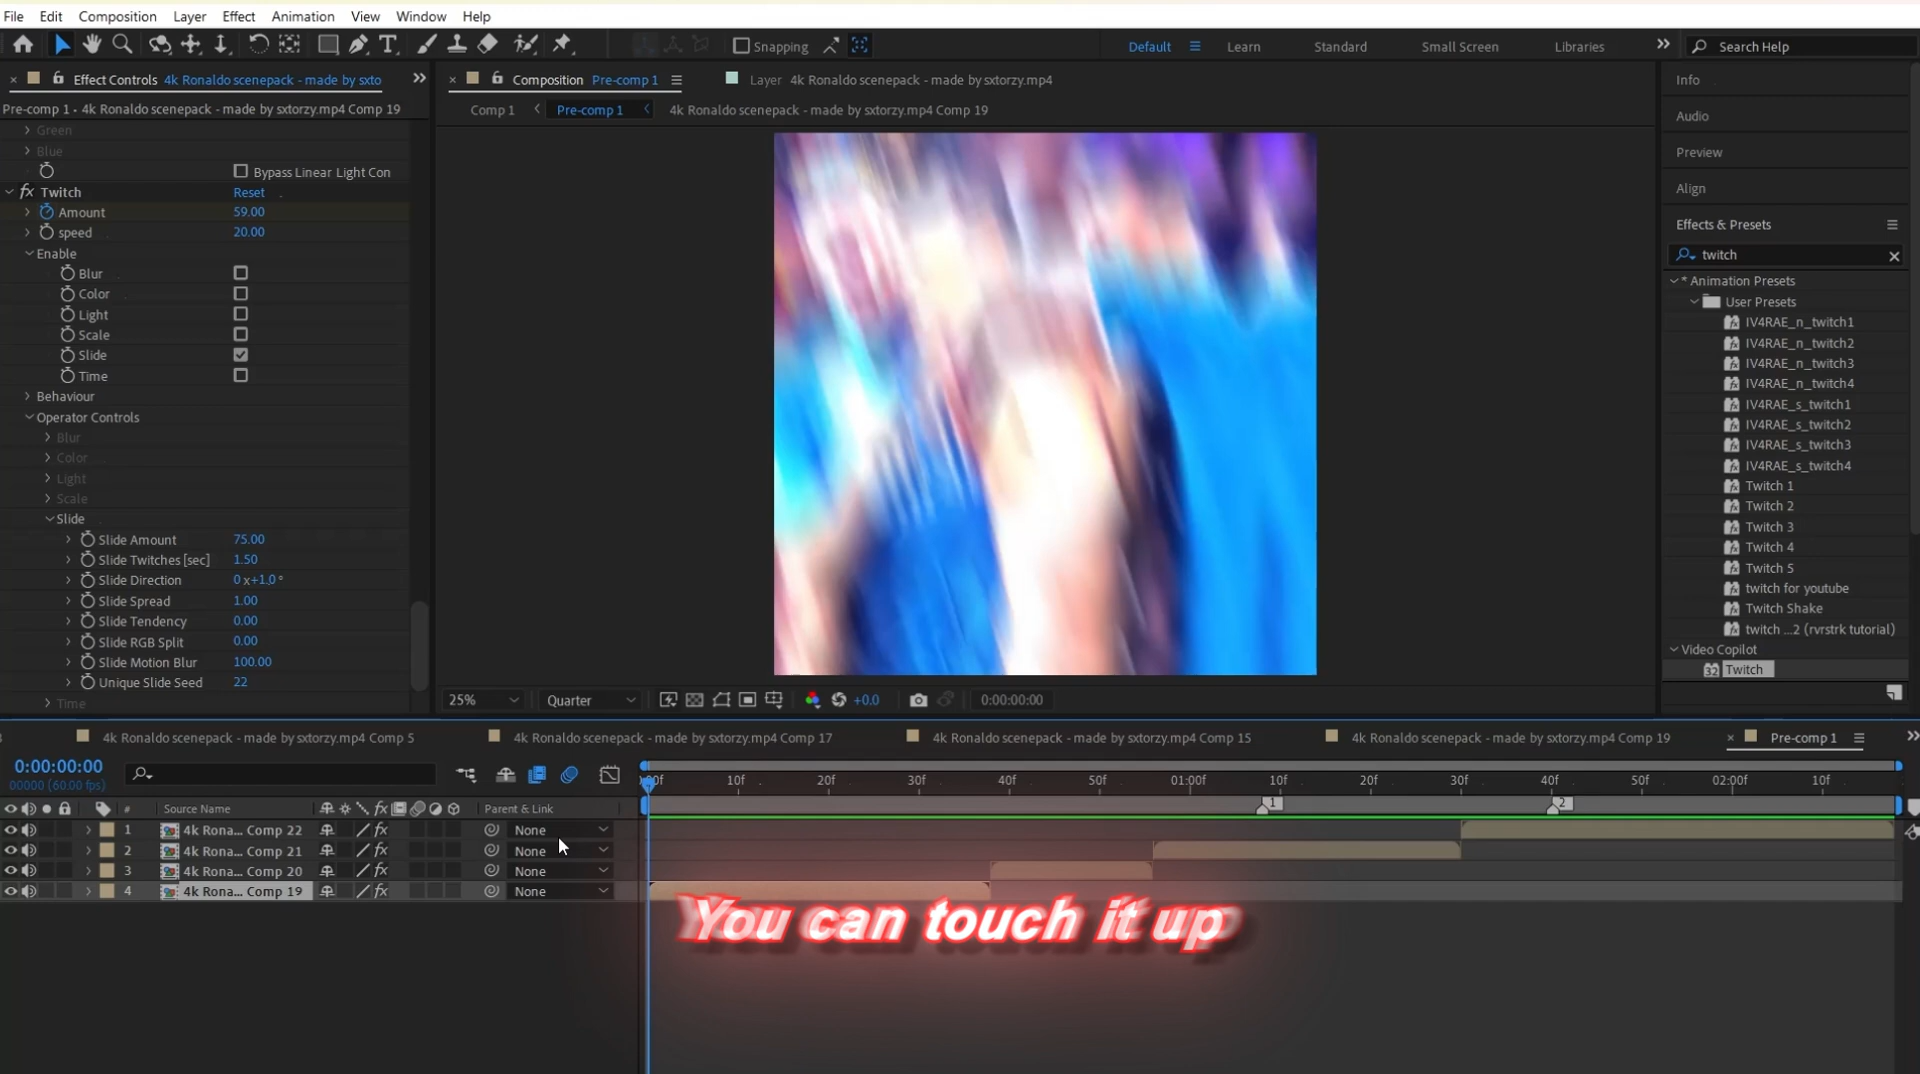 File Edit Composition Layer Effect Animation View Window Help
Snapping Default Learn Standard Small Screen Libraries Search Help
Effect Controls 4k Ronaldo scenepack - made by sxto
Composition Pre-comp 1
Layer 4k Ronaldo scenepack - made by sxtorzy.mp4
Pre-comp 1 - 4k Ronaldo scenepack - made by sxtorzy.mp4 Comp 19
Comp 1 Pre-comp 1 4k Ronaldo scenepack - made by sxtorzy.mp4 Comp 19
Green
Blue
Bypass Linear Light Con
fx Twitch Reset
Amount 59.00
speed 20.00
Enable
Blur
Color
Light
Scale
Slide
Time
Behaviour
Operator Controls
Blur
Color
Light
Scale
Slide
Slide Amount 75.00
Slide Twitches [sec] 1.50
Slide Direction 0 x+1.0°
Slide Spread 1.00
Slide Tendency 0.00
Slide RGB Split 0.00
Slide Motion Blur 100.00
Unique Slide Seed 22
Time
25% Quarter +0.0 0:00:00:00
Info
Audio
Preview
Align
Effects & Presets
twitch
* Animation Presets
User Presets
IV4RAE_n_twitch1
IV4RAE_n_twitch2
IV4RAE_n_twitch3
IV4RAE_n_twitch4
IV4RAE_s_twitch1
IV4RAE_s_twitch2
IV4RAE_s_twitch3
IV4RAE_s_twitch4
Twitch 1
Twitch 2
Twitch 3
Twitch 4
Twitch 5
twitch for youtube
Twitch Shake
twitch ...2 (rvrstrk tutorial)
Video Copilot
32 Twitch
4k Ronaldo scenepack - made by sxtorzy.mp4 Comp 5
4k Ronaldo scenepack - made by sxtorzy.mp4 Comp 17
4k Ronaldo scenepack - made by sxtorzy.mp4 Comp 15
4k Ronaldo scenepack - made by sxtorzy.mp4 Comp 19
Pre-comp 1
0:00:00:00
00000 (60.00 fps)
:00f 10f 20f 30f 40f 50f 01:00f 10f 20f 30f 40f 50f 02:00f 10f
# Source Name fx Parent & Link
1 2
1 4k Rona... Comp 22 fx None
2 4k Rona... Comp 21 fx None
3 4k Rona... Comp 20 fx None
4 4k Rona... Comp 19 fx None
You can touch it up